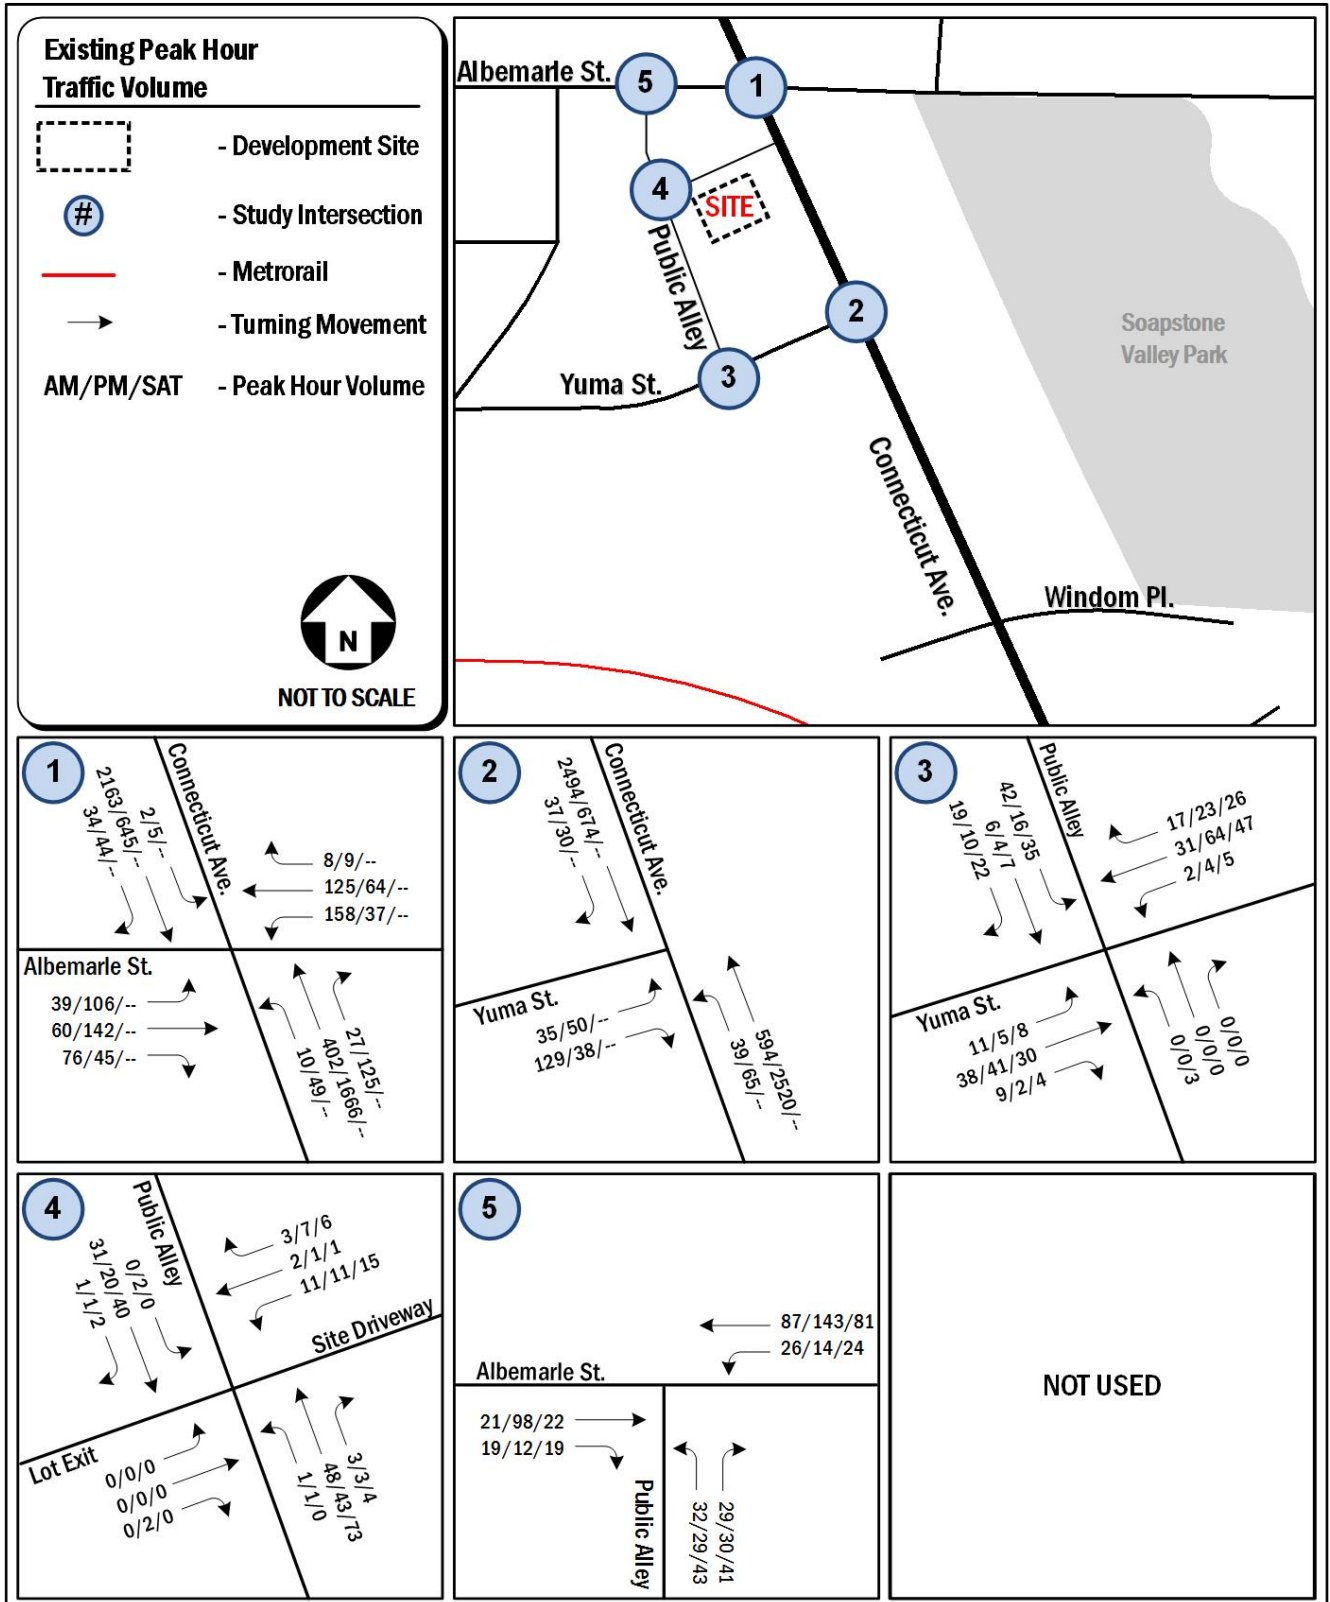 Existing Peak Hour
Traffic Volume
- Development Site
#
- Study Intersection
- Metrorail
- Turning Movement
AM/PM/SAT
- Peak Hour Volume
N
NOT TO SCALE
Albemarle St.
5
1
4
SITE
Public Alley
2
3
Yuma St.
Soapstone
Valley Park
Connecticut Ave.
Windom Pl.
1
Connecticut Ave.
2/5/--
2163/645/--
34/44/--
8/9/--
125/64/--
158/37/--
Albemarle St.
39/106/--
60/142/--
76/45/--
27/125/--
402/1666/--
10/49/--
2
Connecticut Ave.
2494/674/--
37/30/--
Yuma St.
35/50/--
129/38/--
594/2520/--
39/65/--
3
Public Alley
42/16/35
6/4/7
19/10/22
17/23/26
31/64/47
2/4/5
Yuma St.
11/5/8
38/41/30
9/2/4
0/0/0
0/0/0
0/0/3
4
Public Alley
0/2/0
31/20/40
1/1/2
3/7/6
2/1/1
11/11/15
Site Driveway
Lot Exit
0/0/0
0/0/0
0/2/0
3/3/4
48/43/73
1/1/0
5
87/143/81
26/14/24
Albemarle St.
21/98/22
19/12/19
Public Alley
32/29/43
29/30/41
NOT USED